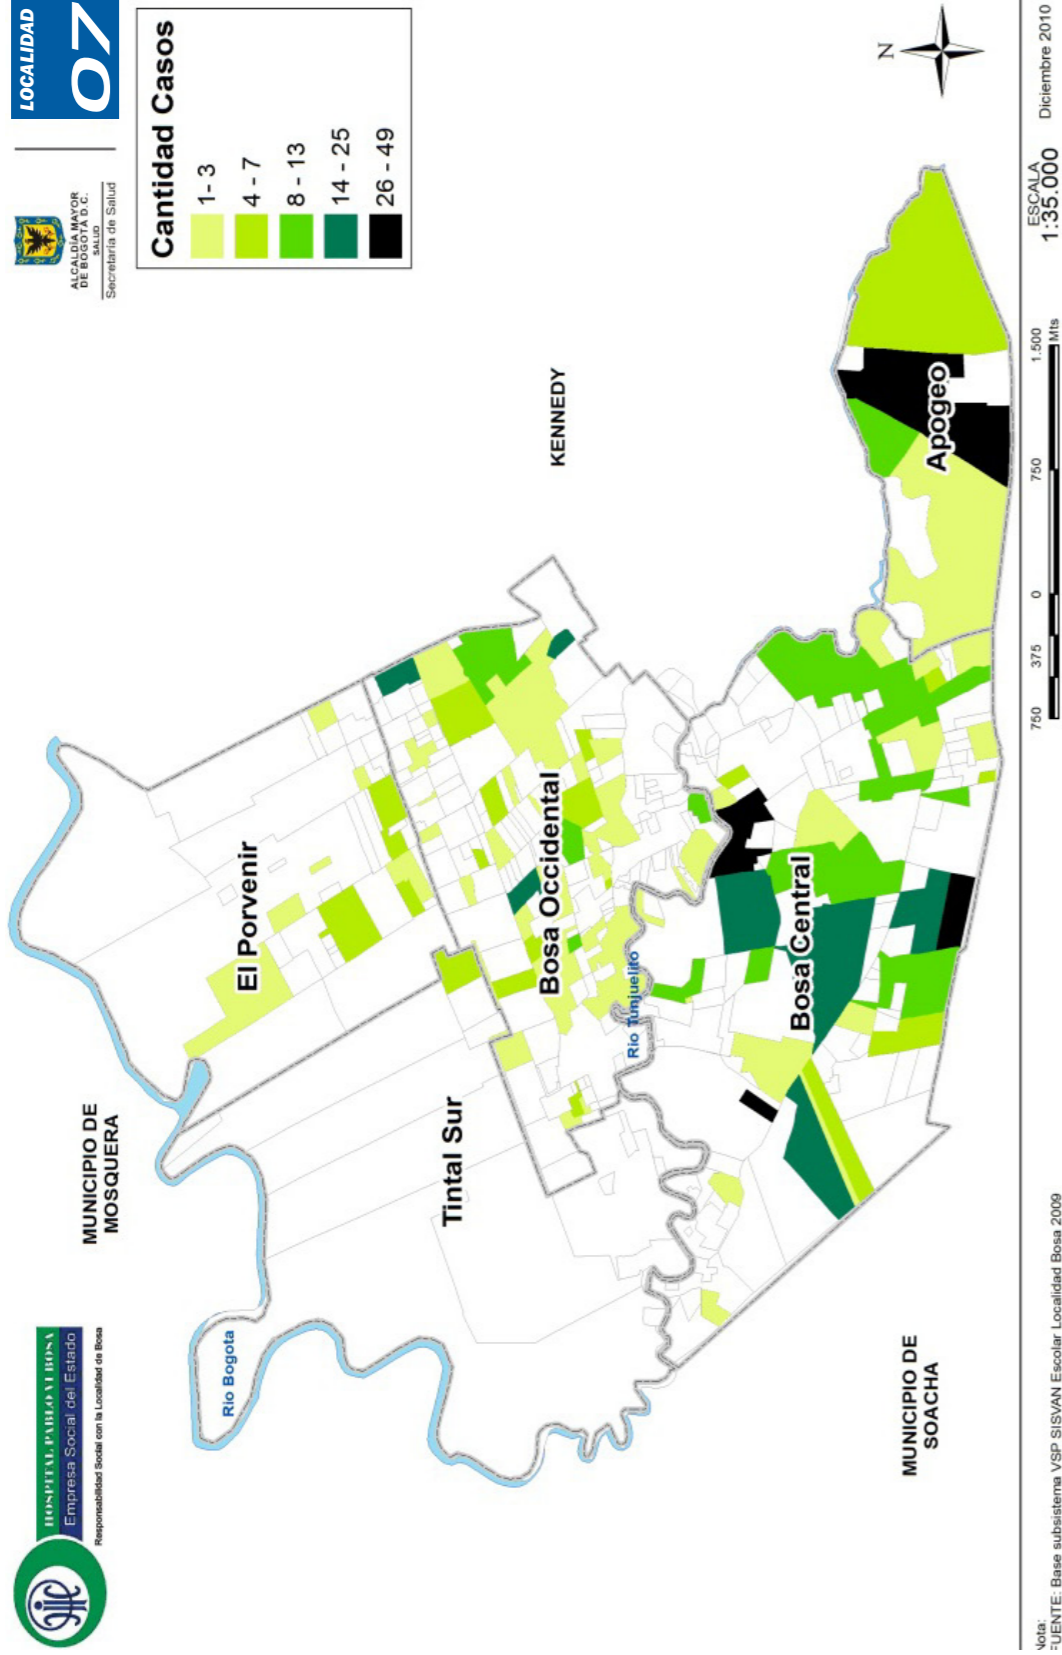 HOSPITAL PABLO VI BOSA
Empresa Social del Estado
Responsabilidad Social con la Localidad de Bosa
ALCALDÍA MAYOR
DE BOGOTÁ D.C.
SALUD
Secretaría de Salud
LOCALIDAD
07
Cantidad Casos
1- 3
4 - 7
8 - 13
14 - 25
26 - 49
N
MUNICIPIO DE
MOSQUERA
Rio Bogota
El Porvenir
Tintal Sur
KENNEDY
Bosa Occidental
Rio Tunjuelito
Bosa Central
Apogeo
MUNICIPIO DE
SOACHA
750
375
0
750
1.500
Mts
ESCALA
1:35.000
Diciembre 2010
Nota:
FUENTE: Base subsistema VSP SISVAN Escolar Localidad Bosa 2009